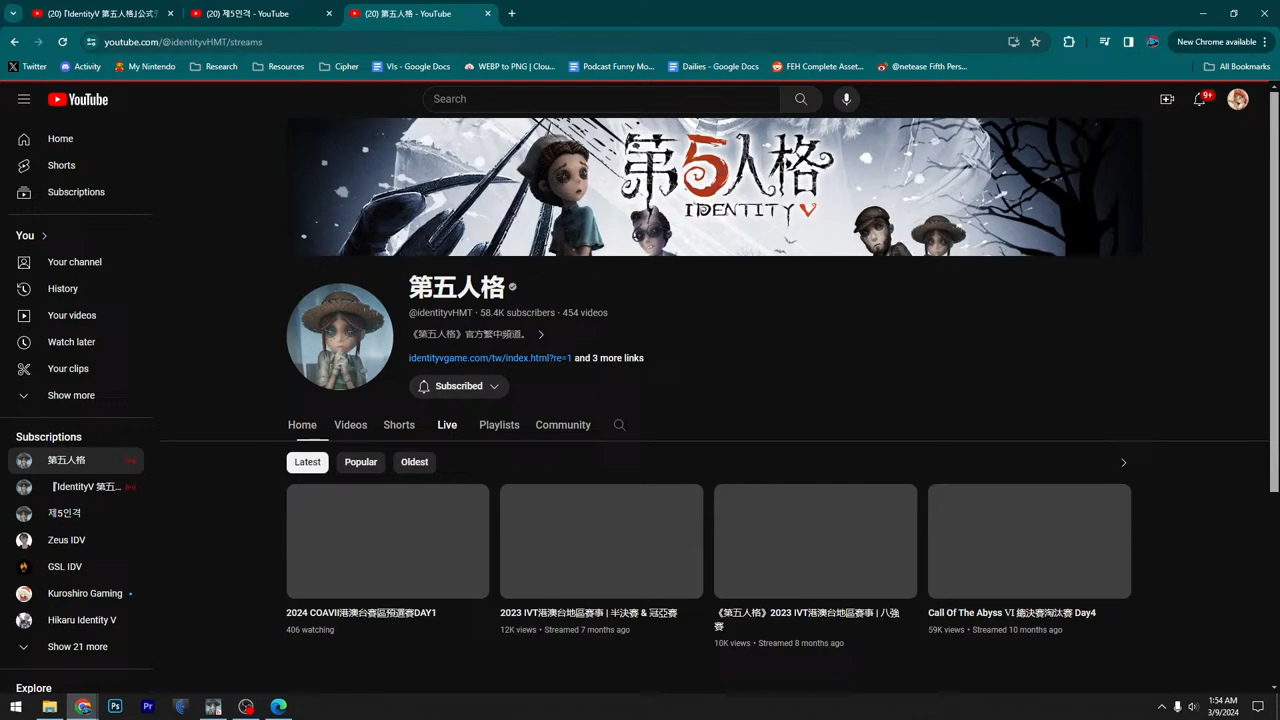 (20) 『IdentityV 第五人格』公式テ
(20) 제5인격 - YouTube
(20) 第五人格 - YouTube
youtube.com/@identityvHMT/streams
New Chrome available
Twitter
Activity
My Nintendo
Research
Resources
Cipher
VIs - Google Docs
WEBP to PNG | Clou...
Podcast Funny Mo...
Dailies - Google Docs
FEH Complete Asset...
@netease Fifth Pers...
All Bookmarks
YouTube
Search
9+
Home
Shorts
Subscriptions
You
Your channel
History
Your videos
Watch later
Your clips
Show more
Subscriptions
第五人格
『IdentityV 第五...
제5인격
Zeus IDV
GSL IDV
Kuroshiro Gaming
Hikaru Identity V
Show 21 more
Explore
第5人格
IDENTITY V
第五人格
@identityvHMT · 58.4K subscribers · 454 videos
《第五人格》官方繁中頻道。
identityvgame.com/tw/index.html?re=1 and 3 more links
Subscribed
Home
Videos
Shorts
Live
Playlists
Community
Latest
Popular
Oldest
2024 COAVII港澳台賽區預選賽DAY1
406 watching
2023 IVT港澳台地區賽事 | 半決賽 & 冠亞賽
12K views • Streamed 7 months ago
《第五人格》2023 IVT港澳台地區賽事 | 八強
賽
10K views • Streamed 8 months ago
Call Of The Abyss Ⅵ 總決賽淘汰賽 Day4
59K views • Streamed 10 months ago
Ps
Pr
1:54 AM
3/9/2024